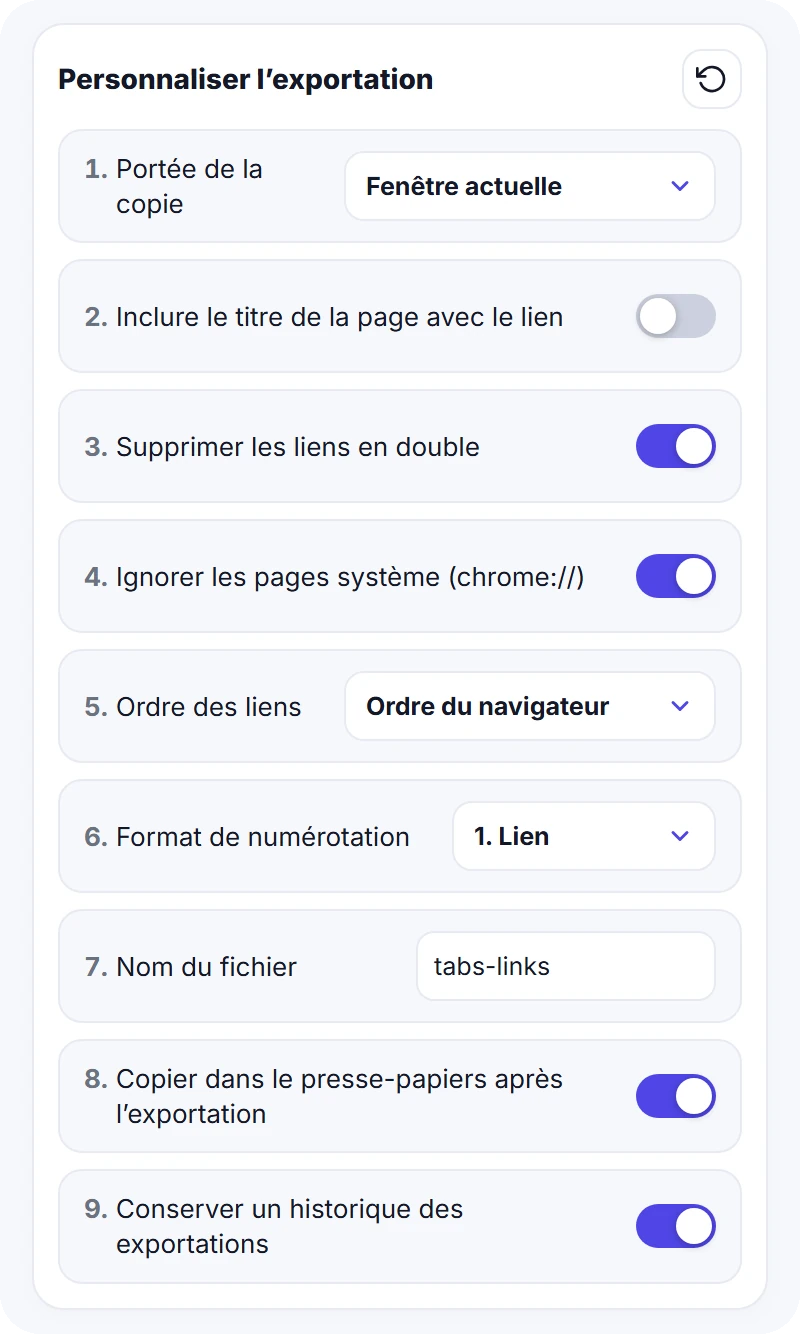 Personnaliser l’exportation
1. Portée de la
copie
Fenêtre actuelle
2. Inclure le titre de la page avec le lien
3. Supprimer les liens en double
4. Ignorer les pages système (chrome://)
5. Ordre des liens
Ordre du navigateur
6. Format de numérotation
1. Lien
7. Nom du fichier
tabs-links
8. Copier dans le presse-papiers après
l’exportation
9. Conserver un historique des
exportations